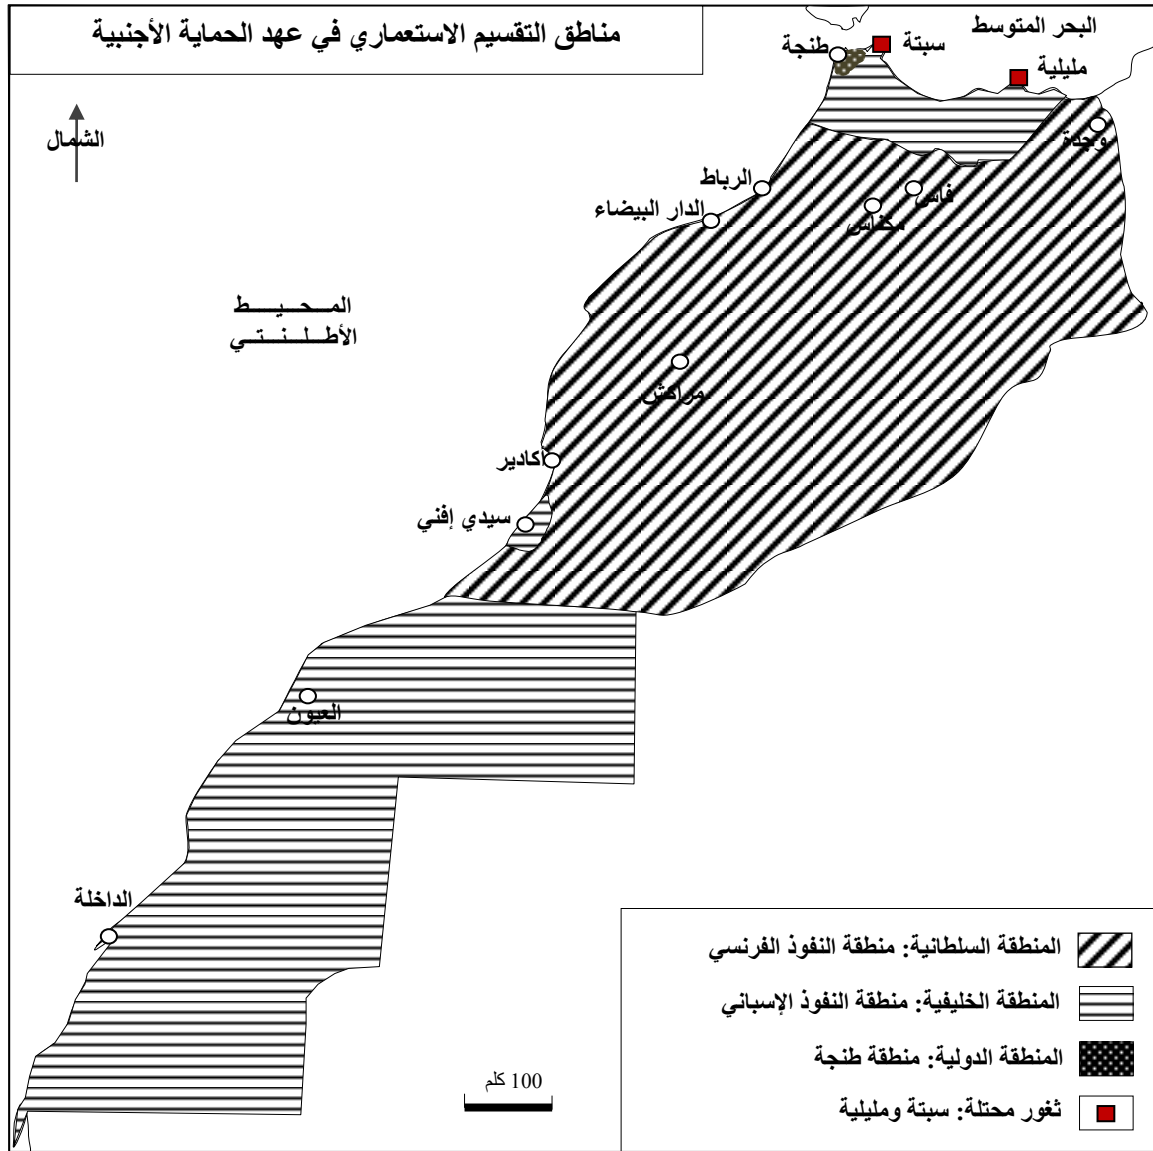 مناطق التقسيم الاستعماري في عهد الحماية الأجنبية
البحر المتوسط
سبتة
طنجة
مليلية
الشمال
وجدة
الرباط
فاس
مكناس
الدار البيضاء
المـــحـــيــــط
الأطــلــنــتــي
مراكش
أكادير
سيدي إفني
العيون
الداخلة
المنطقة السلطانية: منطقة النفوذ الفرنسي
المنطقة الخليفية: منطقة النفوذ الإسباني
المنطقة الدولية: منطقة طنجة
ثغور محتلة: سبتة ومليلية
100 كلم